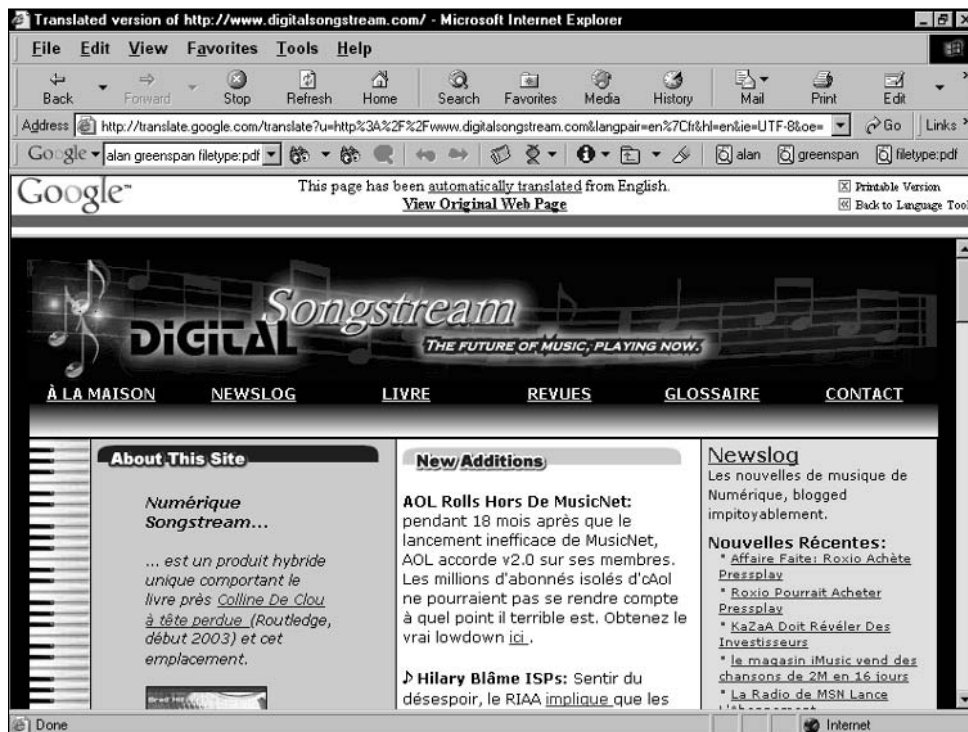 Translated version of http://www.digitalsongstream.com/ - Microsoft Internet Explorer
File Edit View Favorites Tools Help
Back Forward Stop Refresh Home Search Favorites Media History Mail Print Edit
Address http://translate.google.com/translate?u=http%3A%2F%2Fwww.digitalsongstream.com&langpair=en%7Cfr&hl=en&ie=UTF-8&oe= Go Links
Google alan greenspan filetype:pdf alan greenspan filetype:pdf
Google™
This page has been automatically translated from English.
View Original Web Page
Printable Version
Back to Language Tool
DIGITAL Songstream
THE FUTURE OF MUSIC, PLAYING NOW.
À LA MAISON NEWSLOG LIVRE REVUES GLOSSAIRE CONTACT
About This Site
Numérique
Songstream...
... est un produit hybride
unique comportant le
livre près Colline De Clou
à tête perdue (Routledge,
début 2003) et cet
emplacement.
New Additions
AOL Rolls Hors De MusicNet:
pendant 18 mois après que le
lancement inefficace de MusicNet,
AOL accorde v2.0 sur ses membres.
Les millions d'abonnés isolés d'cAol
ne pourraient pas se rendre compte
à quel point il terrible est. Obtenez le
vrai lowdown ici .
Hilary Blâme ISPs: Sentir du
désespoir, le RIAA implique que les
Newslog
Les nouvelles de musique de
Numérique, blogged
impitoyablement.
Nouvelles Récentes:
* Affaire Faite: Roxio Achète
Pressplay
* Roxio Pourrait Acheter
Pressplay
* KaZaA Doit Révéler Des
Investisseurs
* le magasin iMusic vend des
chansons de 2M en 16 jours
* La Radio de MSN Lance
Done Internet